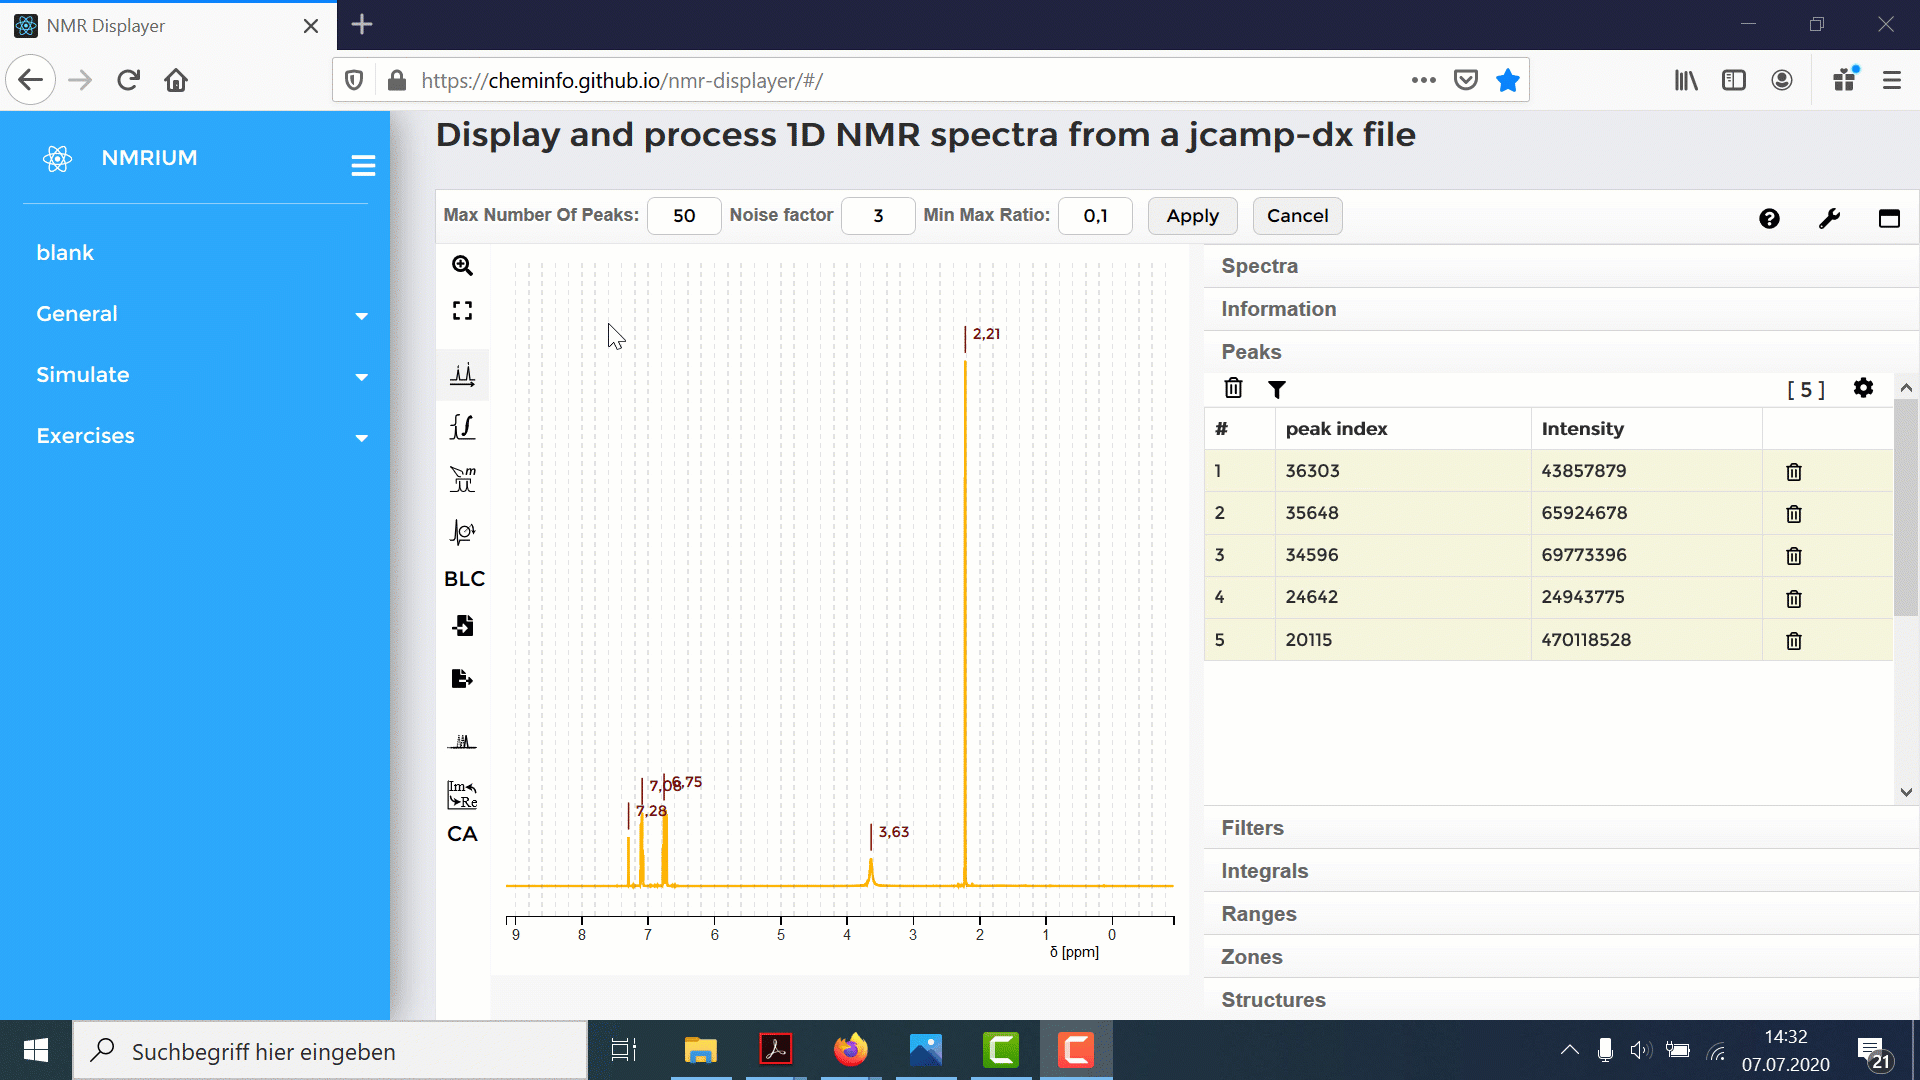 NMR Displayer
https://cheminfo.github.io/nmr-displayer/#/
NMRIUM
blank
General
Simulate
Exercises
Display and process 1D NMR spectra from a jcamp-dx file
Max Number Of Peaks: 50 Noise factor 3 Min Max Ratio: 0,1 Apply Cancel
BLC
Im
Re
CA
2,21
7,08
6,75
7,28
3,63
9 8 7 6 5 4 3 2 1 0
δ [ppm]
Spectra
Information
Peaks
[ 5 ]
# peak index Intensity
1 36303 43857879
2 35648 65924678
3 34596 69773396
4 24642 24943775
5 20115 470118528
Filters
Integrals
Ranges
Zones
Structures
Suchbegriff hier eingeben
14:32
07.07.2020
21